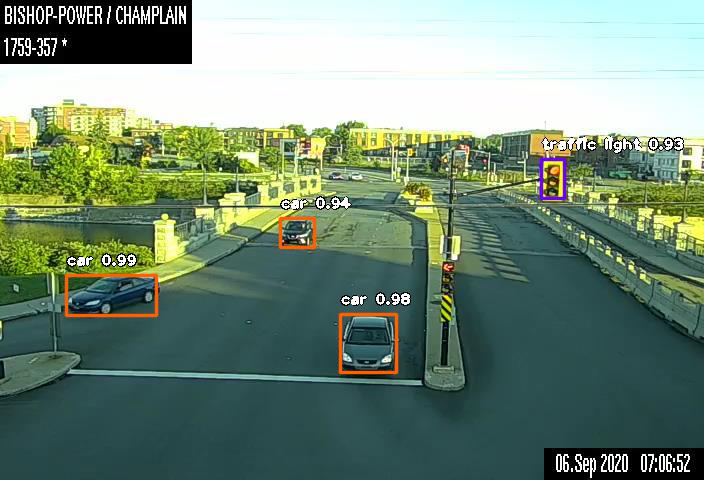 BISHOP-POWER / CHAMPLAIN
1759-357 *
traffic light 0.93
car 0.94
car 0.99
car 0.98
06.Sep 2020 07:06:52